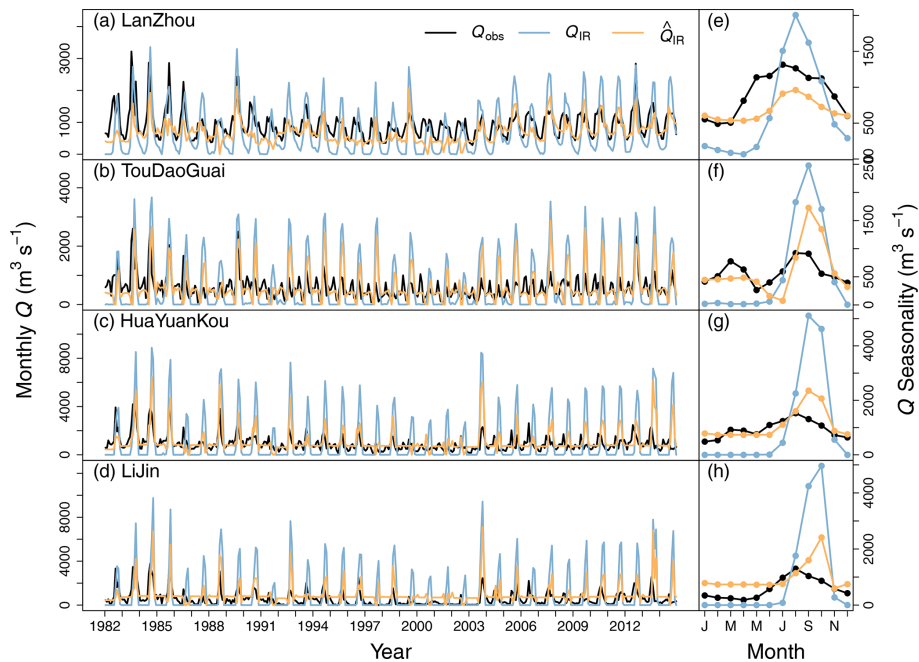 (a) LanZhou
Q_obs Q_IR Q̂_IR
(e)
3000
1000
0
1500
500
0
(b) TouDaoGuai
(f)
4000
2000
0
2500
1500
500
0
(c) HuaYuanKou
(g)
8000
4000
0
4000
2000
0
(d) LiJin
(h)
8000
4000
0
4000
2000
0
Monthly Q (m³ s⁻¹)
Q Seasonality (m³ s⁻¹)
1982 1985 1988 1991 1994 1997 2000 2003 2006 2009 2012
J M M J S N
Year
Month